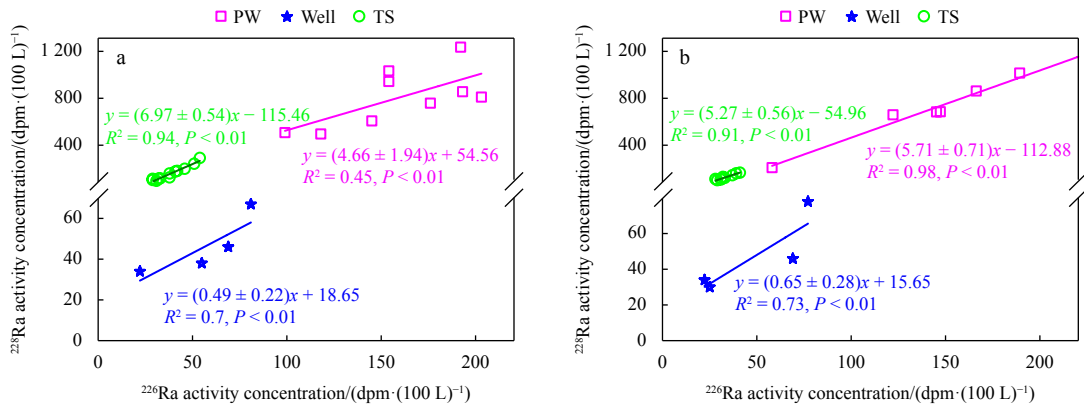 PW Well TS
a
1 200
800
400
60
40
20
0
0 50 100 150 200
y = (6.97 ± 0.54)x − 115.46
R² = 0.94, P < 0.01
y = (4.66 ± 1.94)x + 54.56
R² = 0.45, P < 0.01
y = (0.49 ± 0.22)x + 18.65
R² = 0.7, P < 0.01
²²⁸Ra activity concentration/(dpm·(100 L)⁻¹)
²²⁶Ra activity concentration/(dpm·(100 L)⁻¹)
PW Well TS
b
1 200
800
400
60
40
20
0
0 50 100 150 200
y = (5.27 ± 0.56)x − 54.96
R² = 0.91, P < 0.01
y = (5.71 ± 0.71)x − 112.88
R² = 0.98, P < 0.01
y = (0.65 ± 0.28)x + 15.65
R² = 0.73, P < 0.01
²²⁸Ra activity concentration/(dpm·(100 L)⁻¹)
²²⁶Ra activity concentration/(dpm·(100 L)⁻¹)